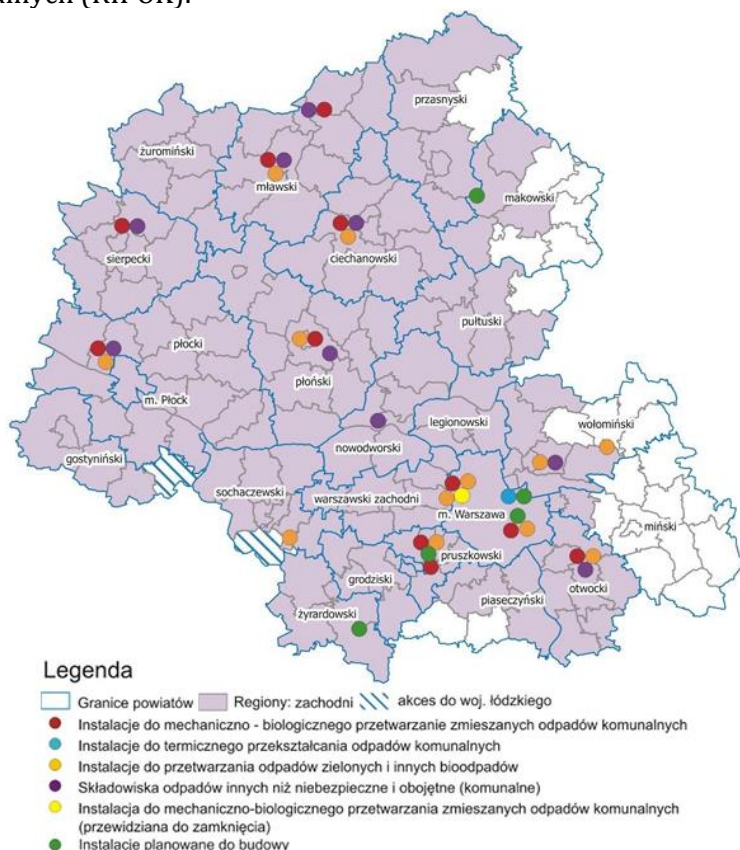 (RIPOK).
przasnyski
żuromiński
mławski
makowski
sierpecki
ciechanowski
pułtuski
płocki
płoński
m. Płock
legionowski
wołomiński
nowodworski
gostyniński
sochaczewski
warszawski zachodni
m. Warszawa
miński
pruszkowski
grodziski
otwocki
piaseczyński
żyrardowski
Legenda
Granice powiatów Regiony: zachodni akces do woj. łódzkiego
Instalacje do mechaniczno - biologicznego przetwarzanie zmieszanych odpadów komunalnych
Instalacje do termicznego przekształcania odpadów komunalnych
Instalacje do przetwarzania odpadów zielonych i innych bioodpadów
Składowiska odpadów innych niż niebezpieczne i obojętne (komunalne)
Instalacja do mechaniczno-biologicznego przetwarzania zmieszanych odpadów komunalnych
(przewidziana do zamknięcia)
Instalacje planowane do budowy